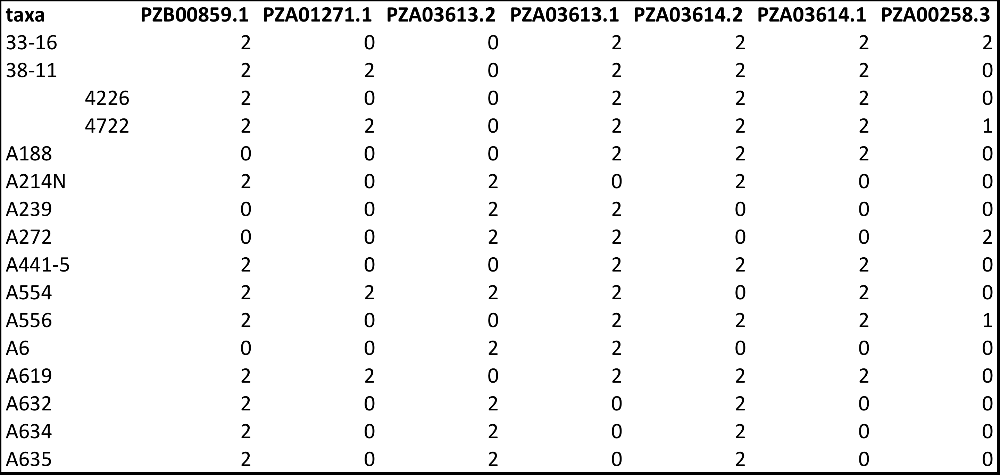 taxa PZB00859.1 PZA01271.1 PZA03613.2 PZA03613.1 PZA03614.2 PZA03614.1 PZA00258.3
33-16 2 0 0 2 2 2 2
38-11 2 2 0 2 2 2 0
4226 2 0 0 2 2 2 0
4722 2 2 0 2 2 2 1
A188 0 0 0 2 2 2 0
A214N 2 0 2 0 2 0 0
A239 0 0 2 2 0 0 0
A272 0 0 2 2 0 0 2
A441-5 2 0 0 2 2 2 0
A554 2 2 2 2 0 2 0
A556 2 0 0 2 2 2 1
A6 0 0 2 2 0 0 0
A619 2 2 0 2 2 2 0
A632 2 0 2 0 2 0 0
A634 2 0 2 0 2 0 0
A635 2 0 2 0 2 0 0